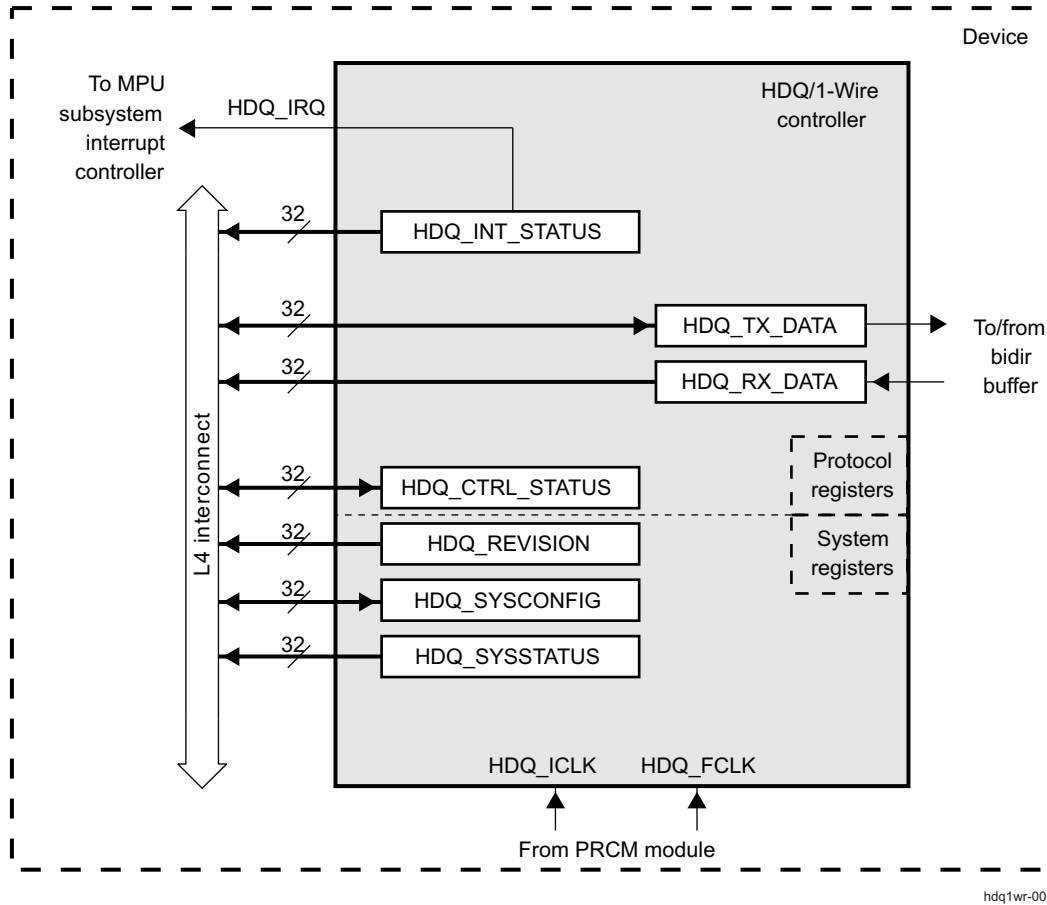 Device
To MPU
subsystem
interrupt
controller
HDQ_IRQ
HDQ/1-Wire
controller
32
HDQ_INT_STATUS
32
HDQ_TX_DATA
To/from
bidir
buffer
32
HDQ_RX_DATA
L4 interconnect
Protocol
registers
32
HDQ_CTRL_STATUS
32
HDQ_REVISION
System
registers
32
HDQ_SYSCONFIG
32
HDQ_SYSSTATUS
HDQ_ICLK
HDQ_FCLK
From PRCM module
hdq1wr-00